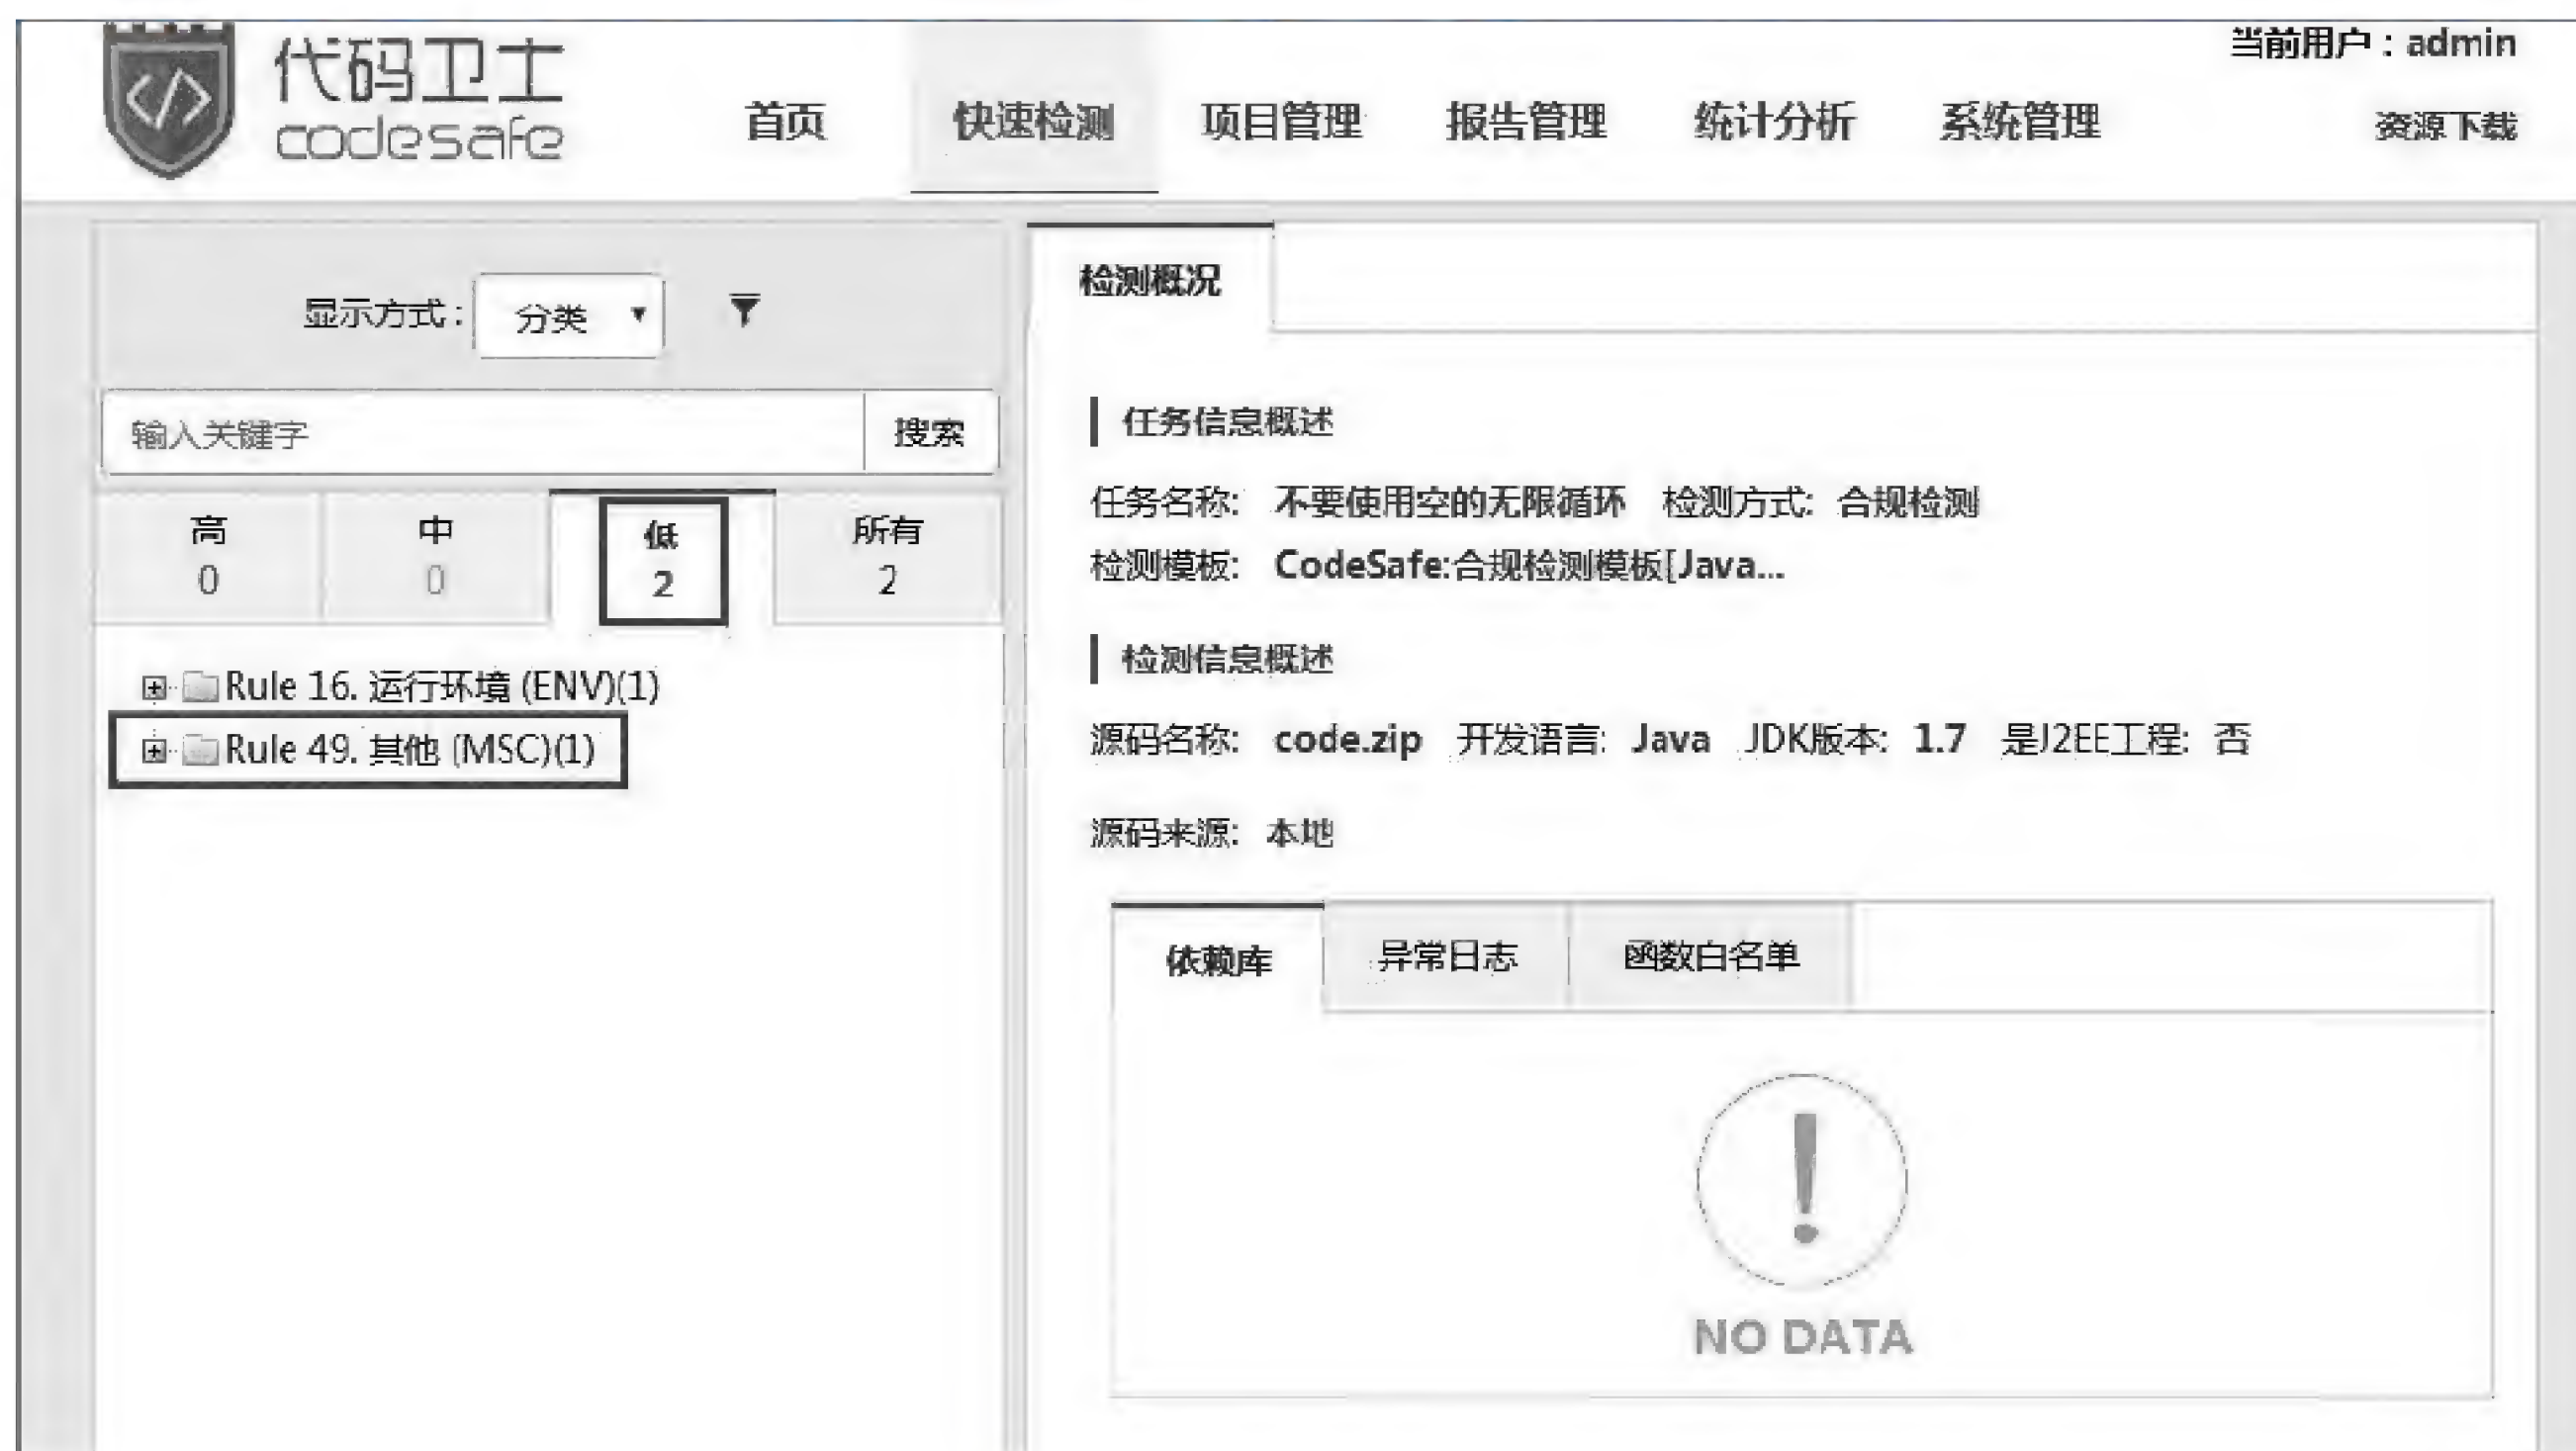 当前用户：admin
代码卫士
codesafe
首页 快速检测 项目管理 报告管理 统计分析 系统管理 资源下载
显示方式： 分类
输入关键字 搜索
高 中 低 所有
0 0 2 2
Rule 16. 运行环境 (ENV)(1)
Rule 49. 其他 (MSC)(1)
检测概况
任务信息概述
任务名称: 不要使用空的无限循环 检测方式: 合规检测
检测模板: CodeSafe:合规检测模板[Java...
检测信息概述
源码名称: code.zip 开发语言: Java JDK版本: 1.7 是J2EE工程: 否
源码来源: 本地
依赖库 异常日志 函数白名单
NO DATA